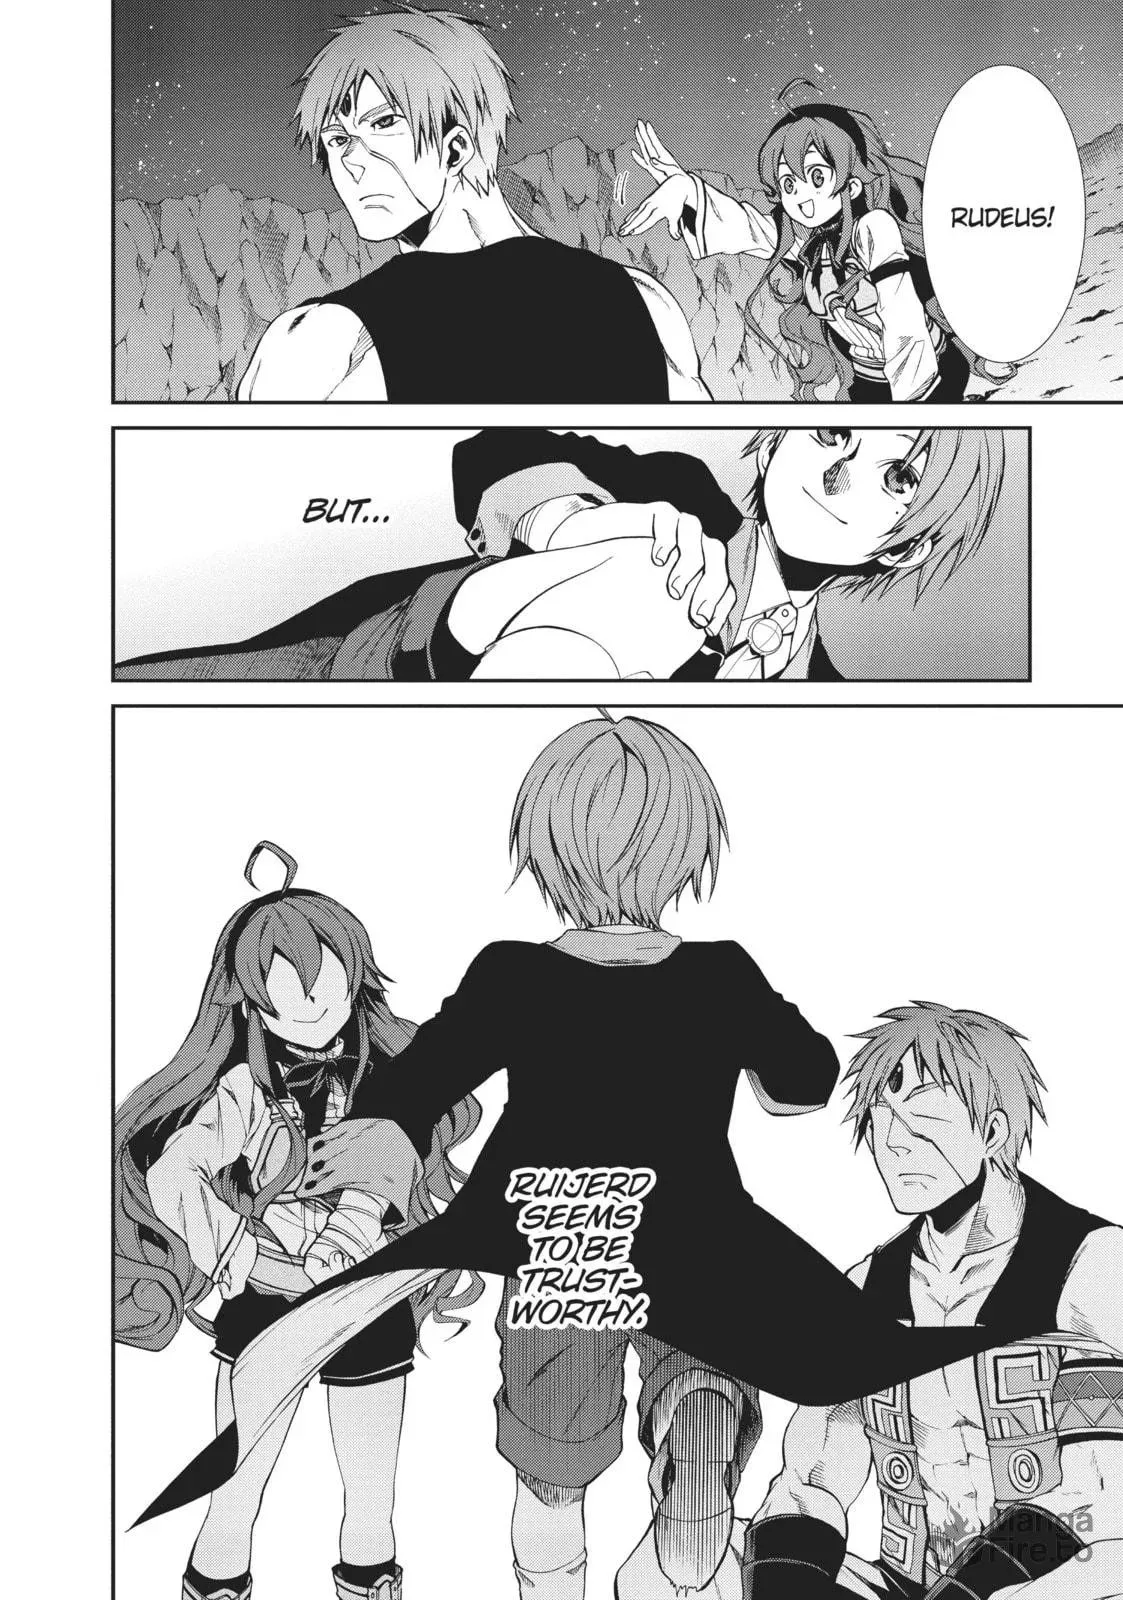 RUDEUS!
BUT...
RUIJERD
SEEMS
TO BE
TRUST-
WORTHY.
Manga
Fire.to